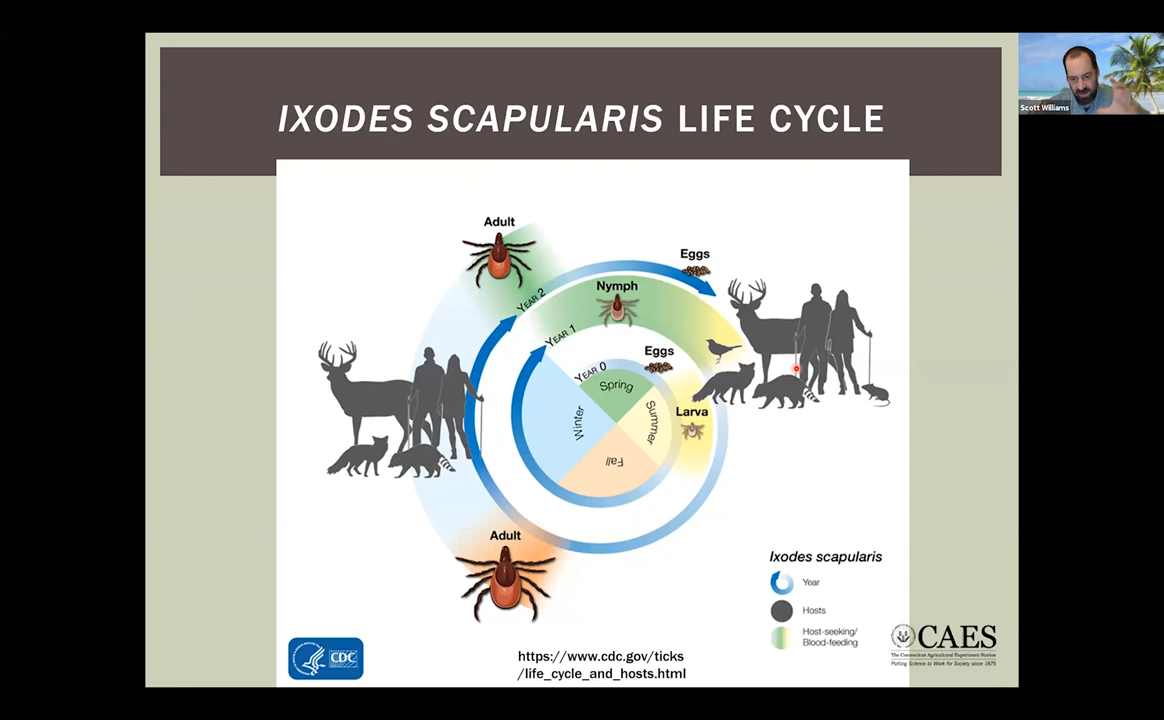 IXODES SCAPULARIS LIFE CYCLE
Scott Williams
Adult
Eggs
Nymph
YEAR 2
YEAR 1
Eggs
YEAR 0
Spring
Winter
Summer
Larva
Fall
Adult
Ixodes scapularis
Year
Hosts
Host-seeking/
Blood-feeding
CDC
https://www.cdc.gov/ticks
/life_cycle_and_hosts.html
CAES
The Connecticut Agricultural Experiment Station
Putting Science to Work for Society since 1875